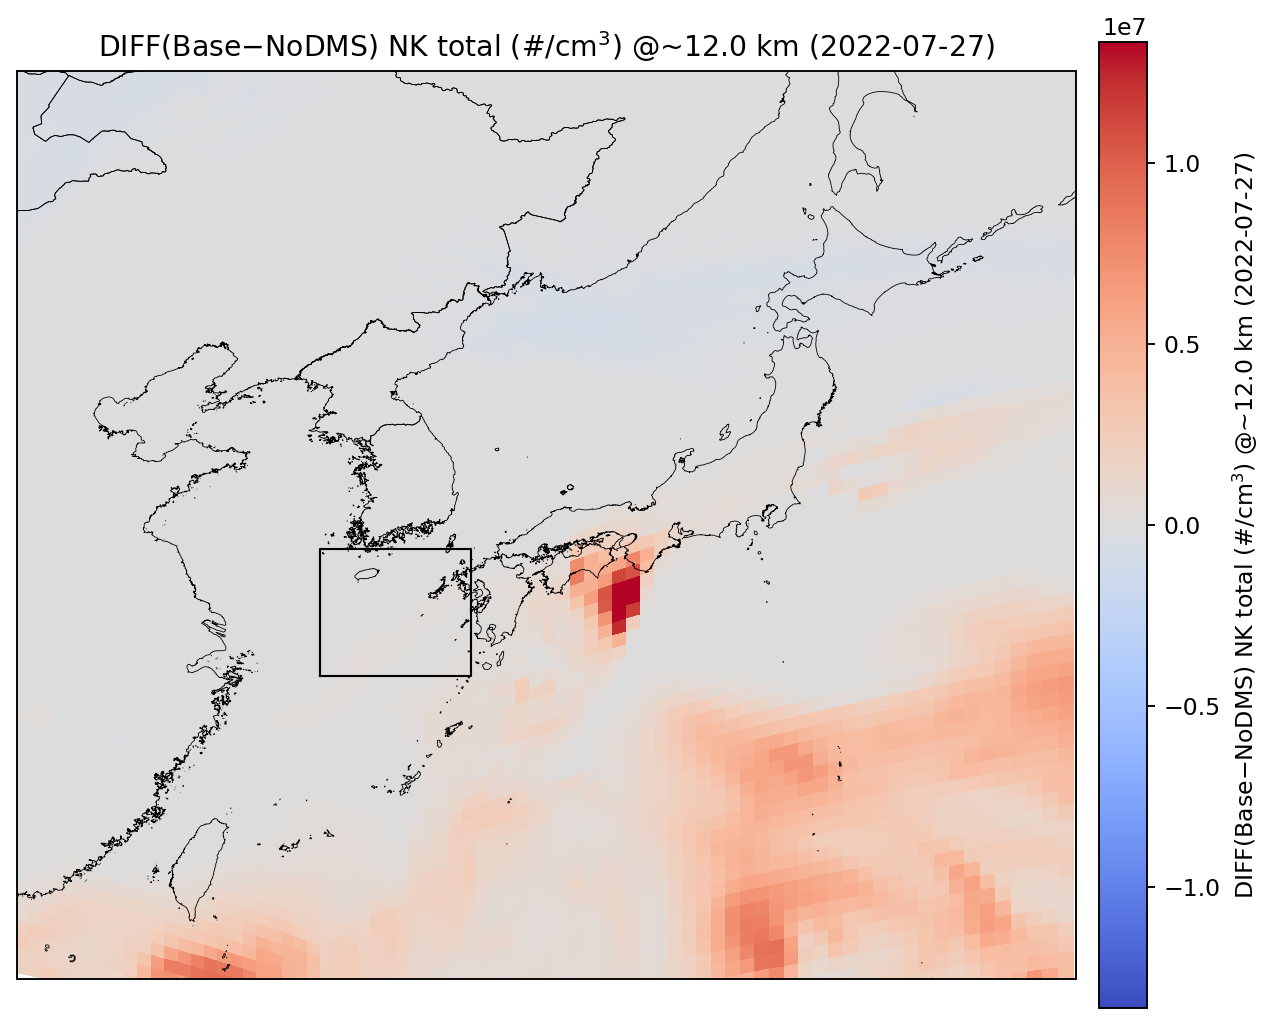 DIFF(Base−NoDMS) NK total (#/cm³) @~12.0 km (2022-07-27)
1e7
1.0
0.5
0.0
−0.5
−1.0
DIFF(Base−NoDMS) NK total (#/cm³) @~12.0 km (2022-07-27)